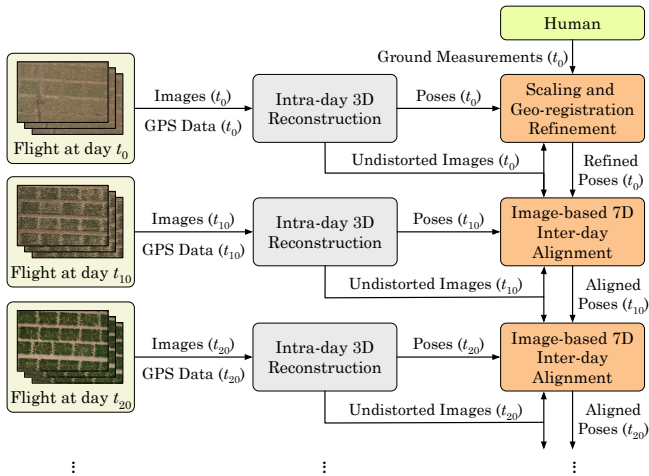 Human
Ground Measurements (t₀)
Images (t₀)
GPS Data (t₀)
Intra-day 3D
Reconstruction
Poses (t₀)
Scaling and
Geo-registration
Refinement
Flight at day t₀
Undistorted Images (t₀)
Refined
Poses (t₀)
Images (t₁₀)
GPS Data (t₁₀)
Intra-day 3D
Reconstruction
Poses (t₁₀)
Image-based 7D
Inter-day
Alignment
Flight at day t₁₀
Undistorted Images (t₁₀)
Aligned
Poses (t₁₀)
Images (t₂₀)
GPS Data (t₂₀)
Intra-day 3D
Reconstruction
Poses (t₂₀)
Image-based 7D
Inter-day
Alignment
Flight at day t₂₀
Undistorted Images (t₂₀)
Aligned
Poses (t₂₀)
⋮ ⋮ ⋮